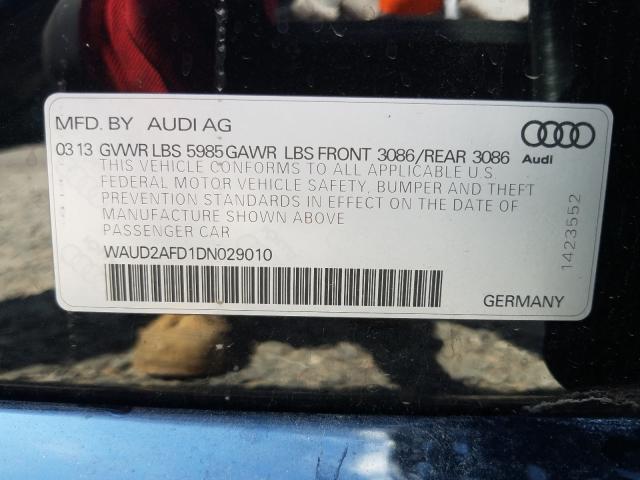 MFD. BY AUDI AG
03 13 GVWR LBS 5985 GAWR LBS FRONT 3086/REAR 3086
Audi
THIS VEHICLE CONFORMS TO ALL APPLICABLE U S
FEDERAL MOTOR VEHICLE SAFETY, BUMPER AND THEFT
PREVENTION STANDARDS IN EFFECT ON THE DATE OF
MANUFACTURE SHOWN ABOVE
PASSENGER CAR
WAUD2AFD1DN029010
GERMANY
1423552